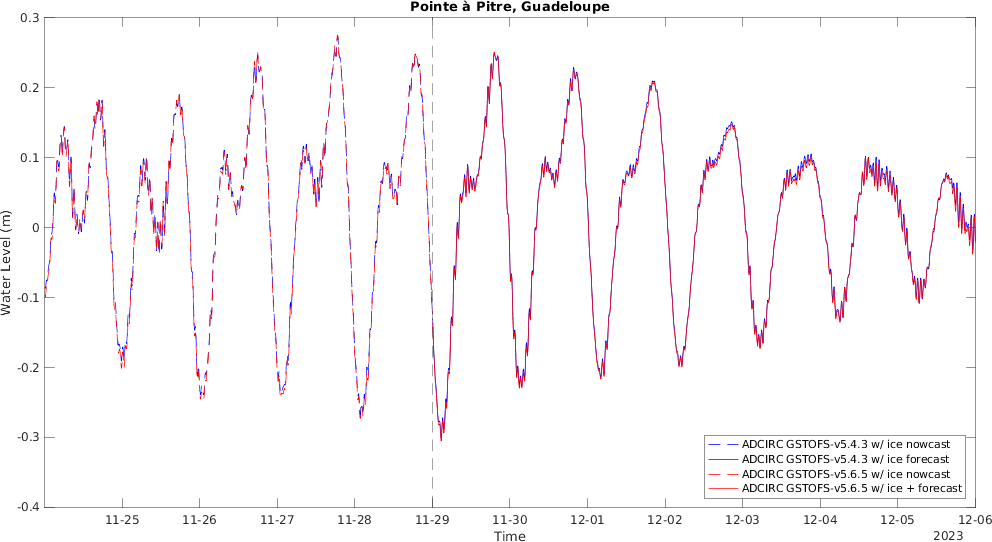 Pointe à Pitre, Guadeloupe
0.3
0.2
0.1
0
-0.1
-0.2
-0.3
-0.4
Water Level (m)
ADCIRC GSTOFS-v5.4.3 w/ ice nowcast
ADCIRC GSTOFS-v5.4.3 w/ ice forecast
ADCIRC GSTOFS-v5.6.5 w/ ice nowcast
ADCIRC GSTOFS-v5.6.5 w/ ice + forecast
11-25 11-26 11-27 11-28 11-29 11-30 12-01 12-02 12-03 12-04 12-05 12-06
Time
2023